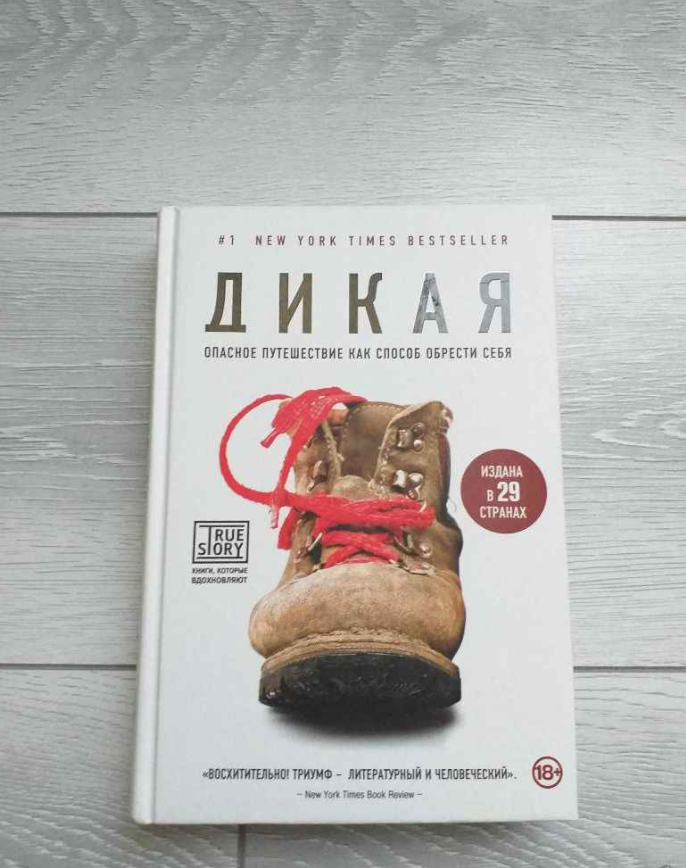 #1 NEW YORK TIMES BESTSELLER
ДИКАЯ
ОПАСНОЕ ПУТЕШЕСТВИЕ КАК СПОСОБ ОБРЕСТИ СЕБЯ
ИЗДАНА
В 29
СТРАНАХ
TRUE
STORY
КНИГИ, КОТОРЫЕ
ВДОХНОВЛЯЮТ
«ВОСХИТИТЕЛЬНО! ТРИУМФ – ЛИТЕРАТУРНЫЙ И ЧЕЛОВЕЧЕСКИЙ».
– New York Times Book Review –
18+